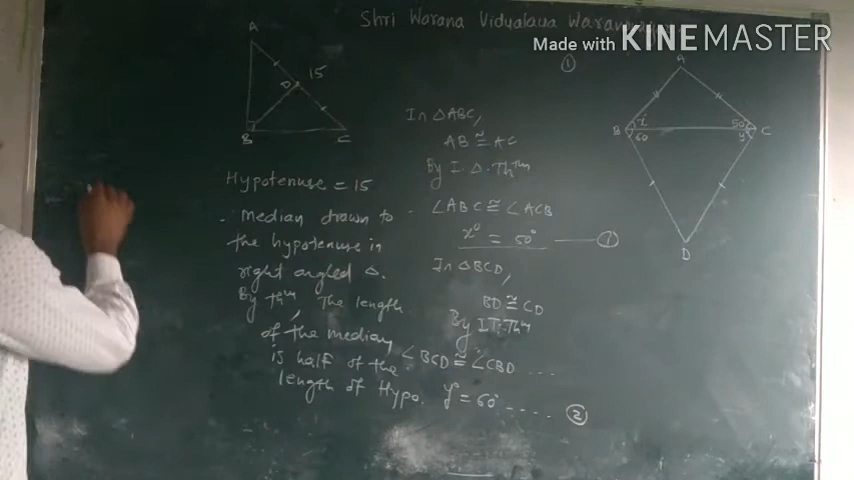 Shri Warana Vidyalaya
Made with KINEMASTER
A
15
D
B
C
Hypotenuse = 15
- Median drawn to
the hypotenuse in
right angled Δ.
By thm The length
of the median
is half of the
length of Hypo.
In Δ ABC,
AB ≅ AC
By I. Δ. Thm
∠ABC ≅ ∠ACB
x° = 50° —— ①
In Δ BCD,
BD ≅ CD
By I.T. Thm
∠BCD ≅ ∠CBD ...
y° = 60° .... ②
①
A
B x 50 C
60 y
D